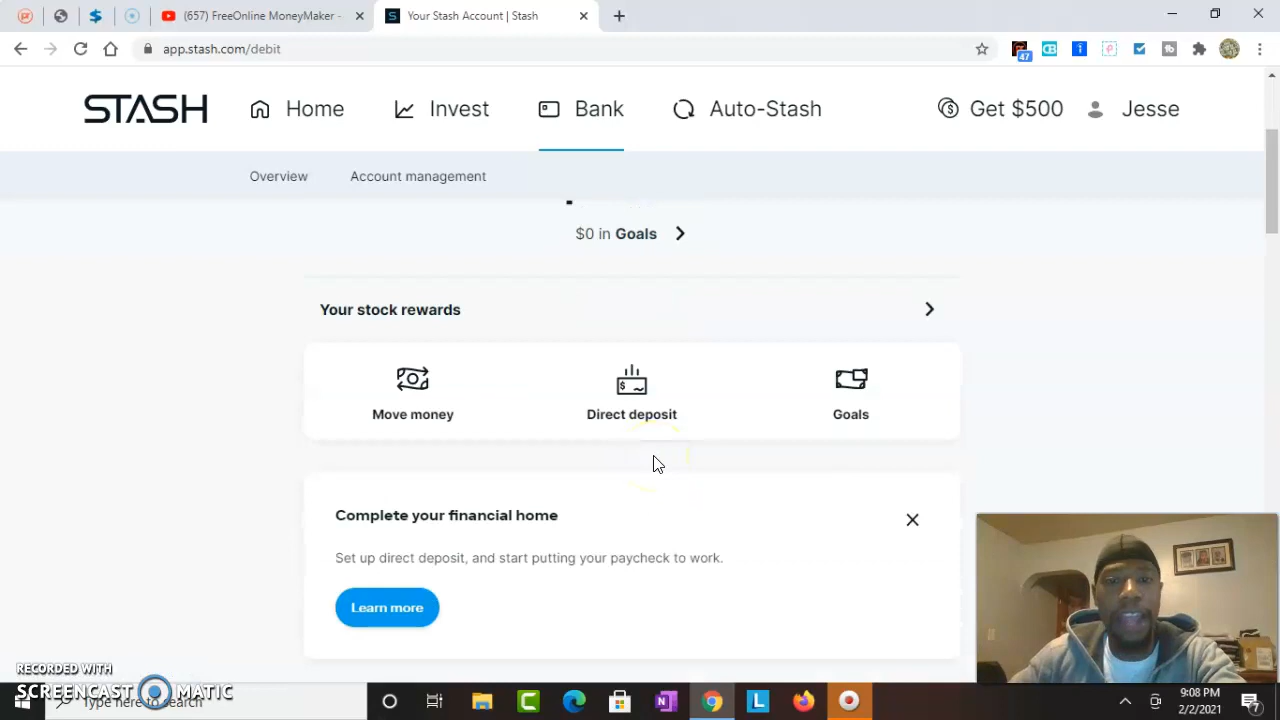 (657) FreeOnline MoneyMaker -
Your Stash Account | Stash
app.stash.com/debit
47
STASH
Home
Invest
Bank
Auto-Stash
Get $500
Jesse
Overview
Account management
$0 in Goals
Your stock rewards
Move money
Direct deposit
Goals
Complete your financial home
Set up direct deposit, and start putting your paycheck to work.
Learn more
RECORDED WITH
SCREENCAST MATIC
Type here to search
9:08 PM
2/2/2021
7